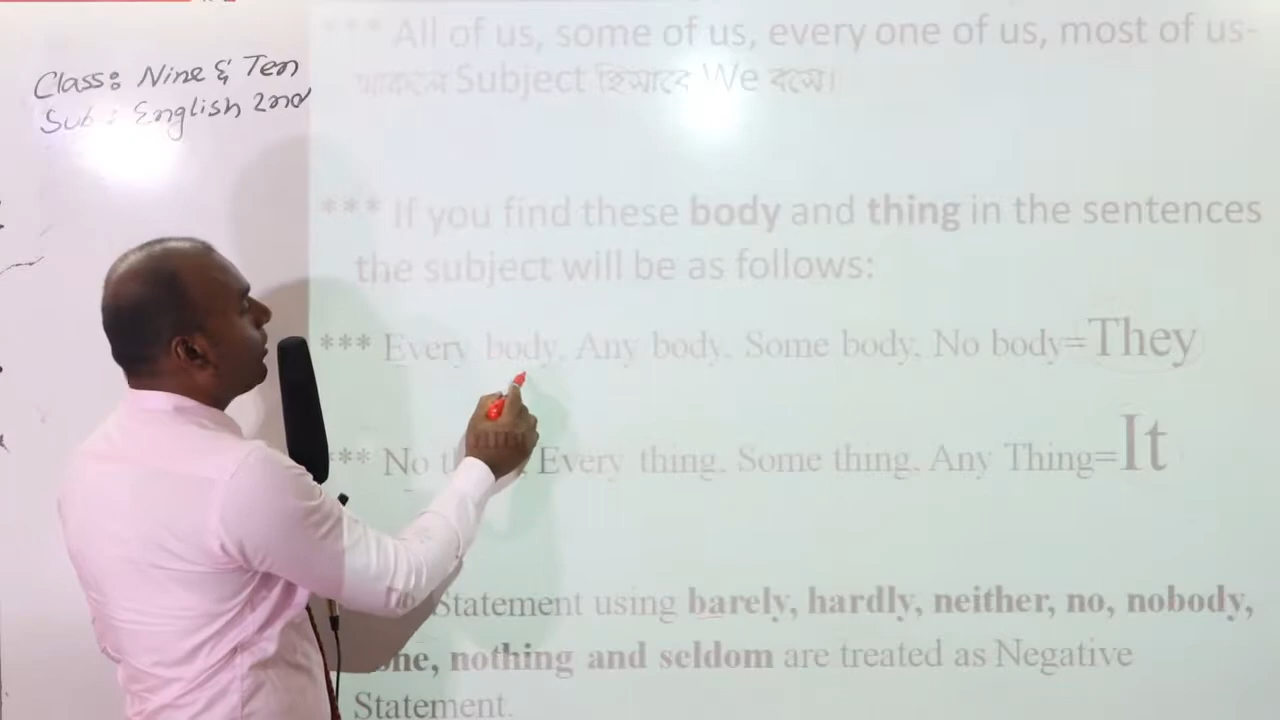 Class: Nine & Ten
Sub: English 2nd
*** All of us, some of us, every one of us, most of us-
থাকলে Subject হিসাবে We বসে।
*** If you find these body and thing in the sentences
the subject will be as follows:
*** Every body, Any body, Some body, No body=They
*** No Every thing, Some thing, Any Thing=It
Statement using barely, hardly, neither, no, nobody,
nothing and seldom are treated as Negative
Statement.